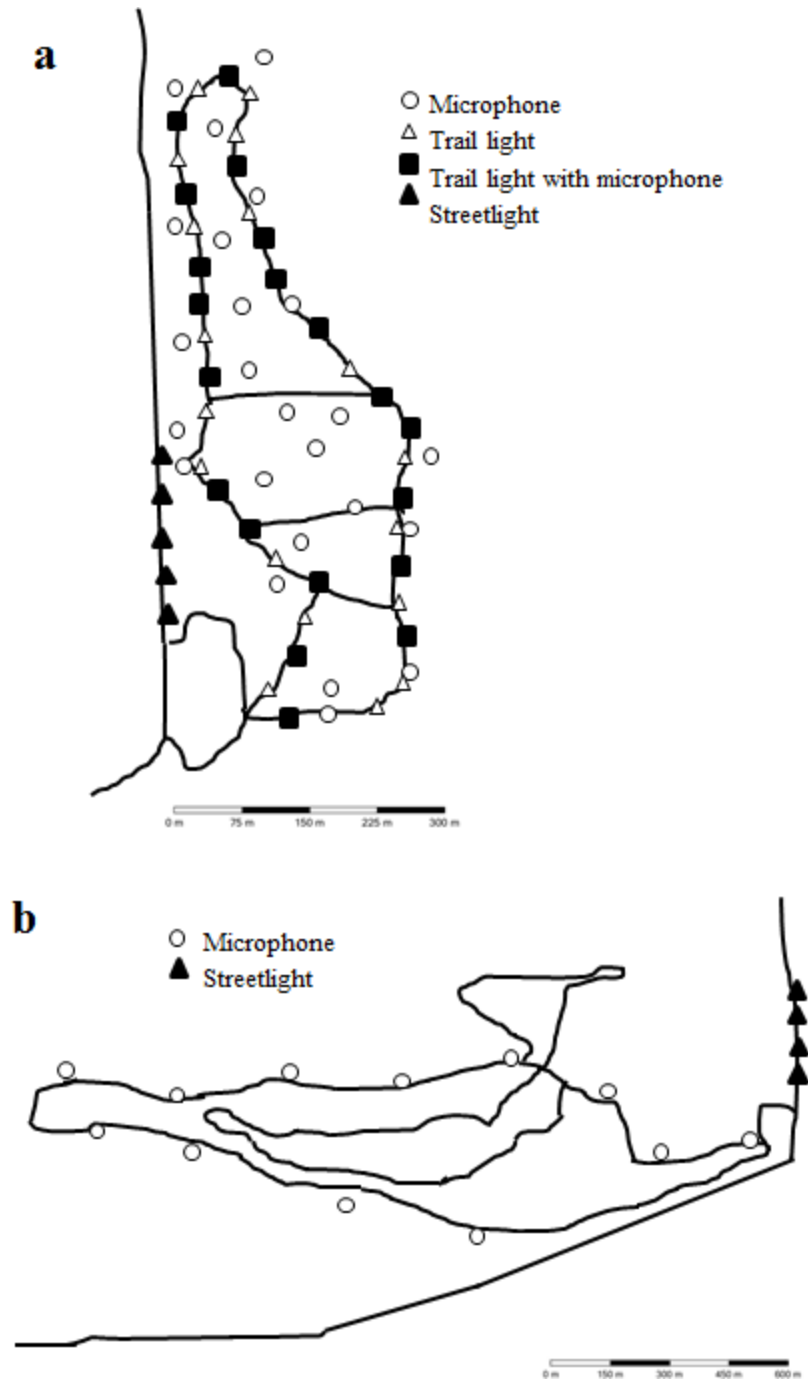 a
Microphone
Trail light
Trail light with microphone
Streetlight
0 m 75 m 150 m 225 m 300 m
b
Microphone
Streetlight
0 m 150 m 300 m 450 m 600 m